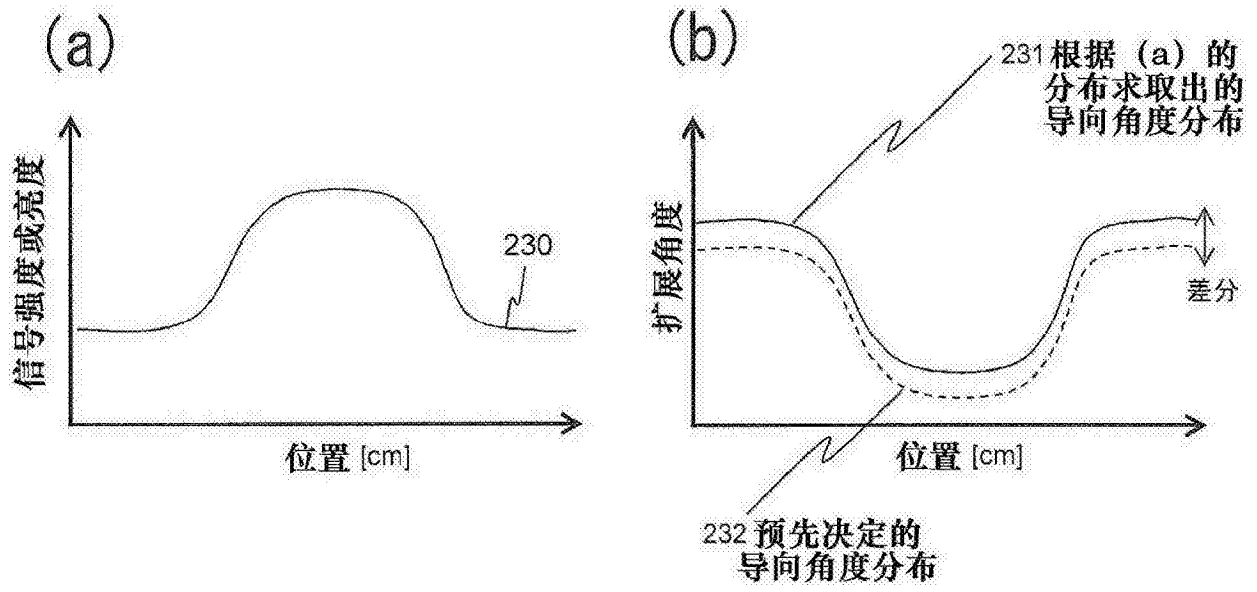 (a)
信号强度或亮度
230
位置 [cm]
(b)
231 根据 (a) 的
分布求取出的
导向角度分布
扩展角度
差分
位置 [cm]
232 预先决定的
导向角度分布